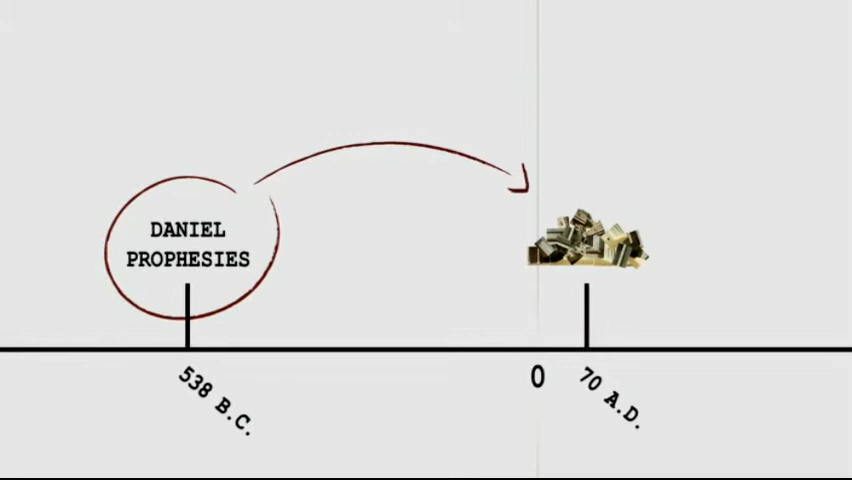 DANIEL
PROPHESIES
538 B.C.
0
70 A.D.